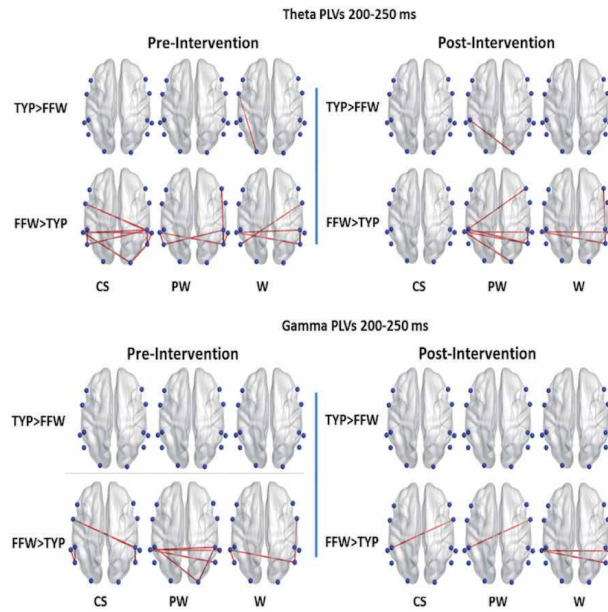 Theta PLVs 200-250 ms
Pre-Intervention Post-Intervention
TYP>FFW TYP>FFW
FFW>TYP FFW>TYP
CS PW W CS PW W
Gamma PLVs 200-250 ms
Pre-Intervention Post-Intervention
TYP>FFW TYP>FFW
FFW>TYP FFW>TYP
CS PW W CS PW W